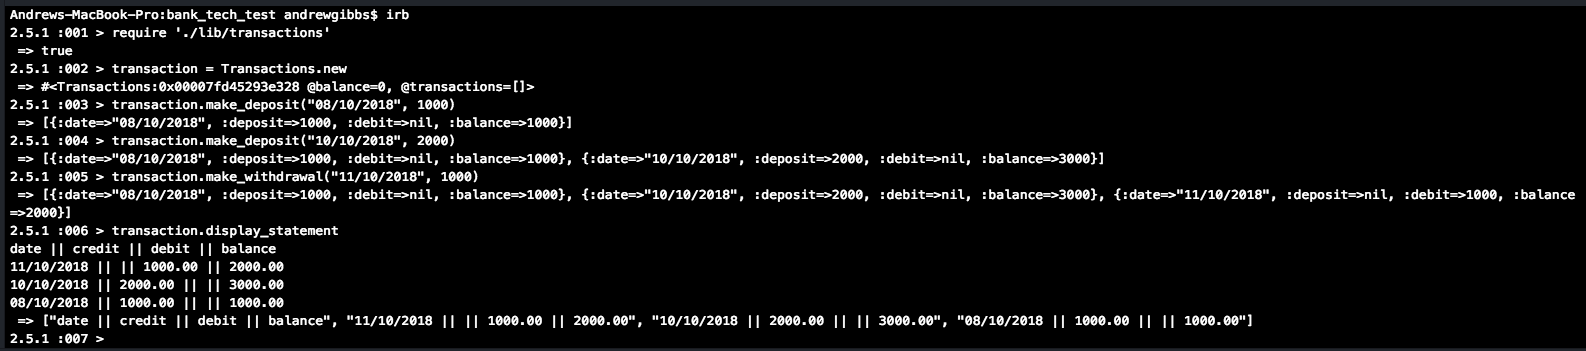 Andrews-MacBook-Pro:bank_tech_test andrewgibbs$ irb
2.5.1 :001 > require './lib/transactions'
 => true
2.5.1 :002 > transaction = Transactions.new
 => #<Transactions:0x00007fd45293e328 @balance=0, @transactions=[]>
2.5.1 :003 > transaction.make_deposit("08/10/2018", 1000)
 => [{:date=>"08/10/2018", :deposit=>1000, :debit=>nil, :balance=>1000}]
2.5.1 :004 > transaction.make_deposit("10/10/2018", 2000)
 => [{:date=>"08/10/2018", :deposit=>1000, :debit=>nil, :balance=>1000}, {:date=>"10/10/2018", :deposit=>2000, :debit=>nil, :balance=>3000}]
2.5.1 :005 > transaction.make_withdrawal("11/10/2018", 1000)
 => [{:date=>"08/10/2018", :deposit=>1000, :debit=>nil, :balance=>1000}, {:date=>"10/10/2018", :deposit=>2000, :debit=>nil, :balance=>3000}, {:date=>"11/10/2018", :deposit=>nil, :debit=>1000, :balance
=>2000}]
2.5.1 :006 > transaction.display_statement
date || credit || debit || balance
11/10/2018 || || 1000.00 || 2000.00
10/10/2018 || 2000.00 || || 3000.00
08/10/2018 || 1000.00 || || 1000.00
 => ["date || credit || debit || balance", "11/10/2018 || || 1000.00 || 2000.00", "10/10/2018 || 2000.00 || || 3000.00", "08/10/2018 || 1000.00 || || 1000.00"]
2.5.1 :007 >